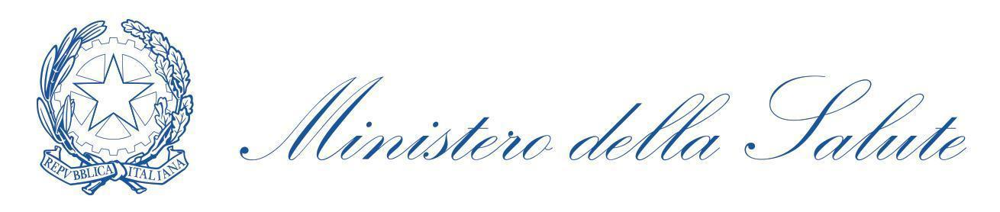 REPVBBLICA ITALIANA
Ministero della Salute